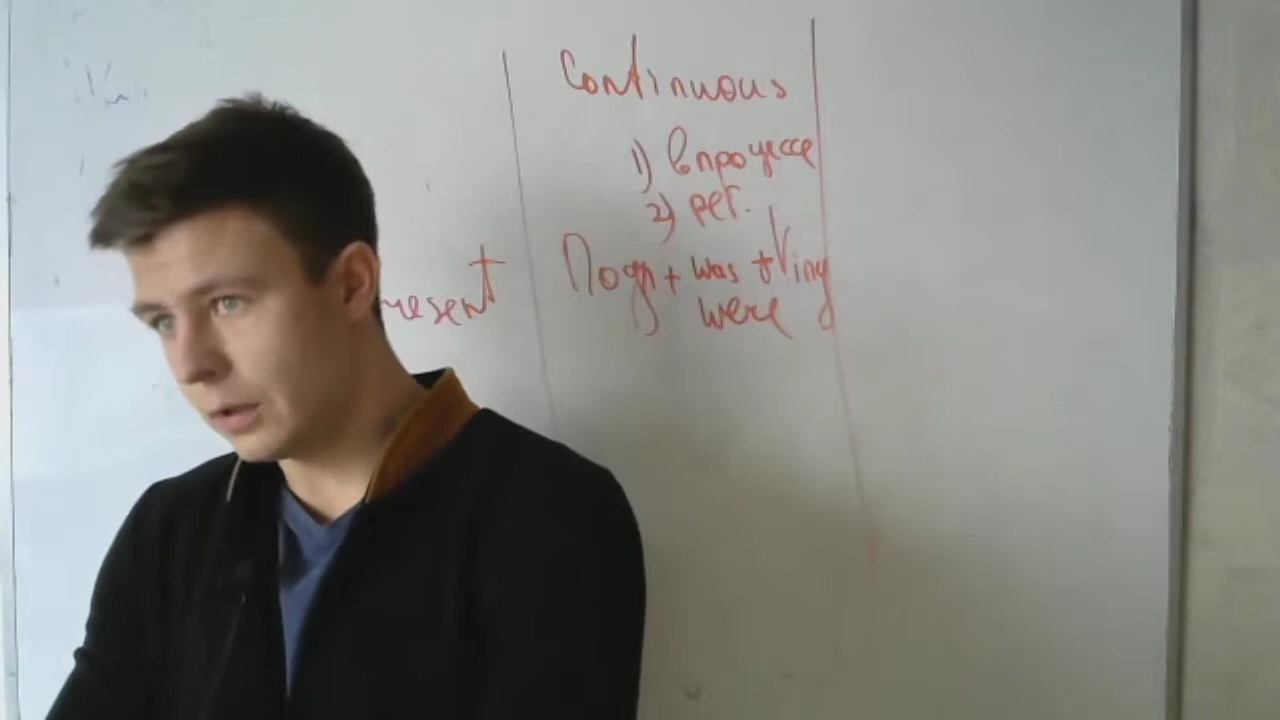 Continuous
1) в процессе
2) рег.
Подл + was + Ving
resent were